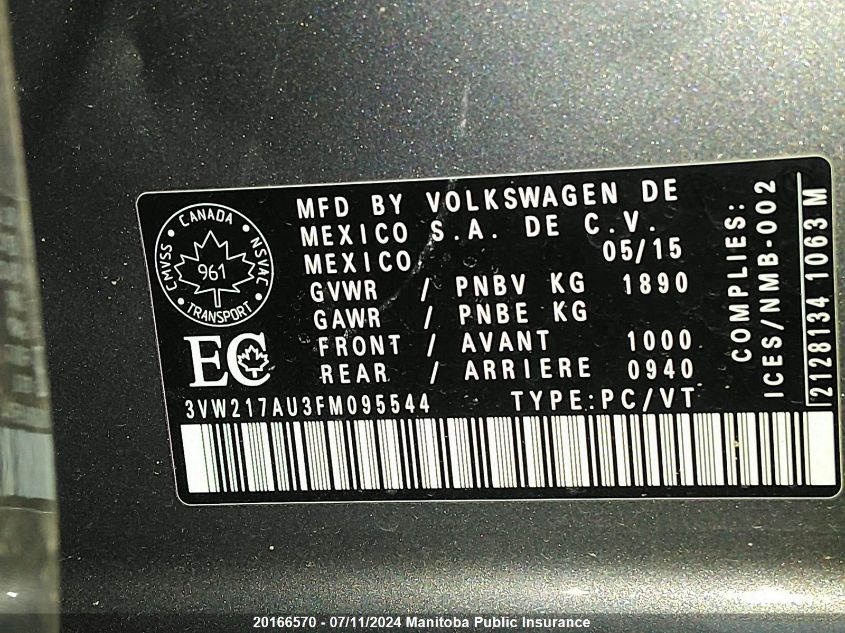 MFD BY VOLKSWAGEN DE
MEXICO S.A. DE C.V.
MEXICO 05/15
GVWR / PNBV KG 1890
GAWR / PNBE KG
FRONT / AVANT 1000
REAR / ARRIERE 0940
3VW217AU3FM095544 TYPE:PC/VT
CANADA
CMVSS • NSVAC
961
• TRANSPORT •
EC
COMPLIES:
ICES/NMB-002
2128134 1063 M
20166570 - 07/11/2024 Manitoba Public Insurance